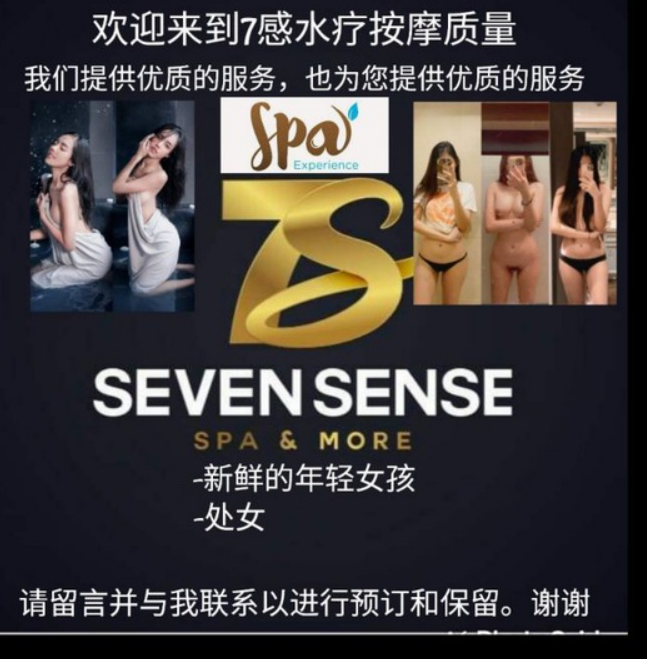 欢迎来到7感水疗按摩质量
我们提供优质的服务，也为您提供优质的服务
Spa
Experience
7S
SEVEN SENSE
SPA & MORE
-新鲜的年轻女孩
-处女
请留言并与我联系以进行预订和保留。谢谢